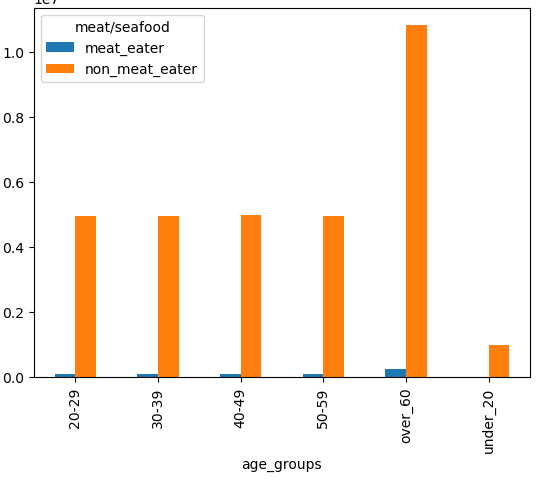 1e7
meat/seafood
meat_eater
non_meat_eater
1.0
0.8
0.6
0.4
0.2
0.0
20-29
30-39
40-49
50-59
over_60
under_20
age_groups